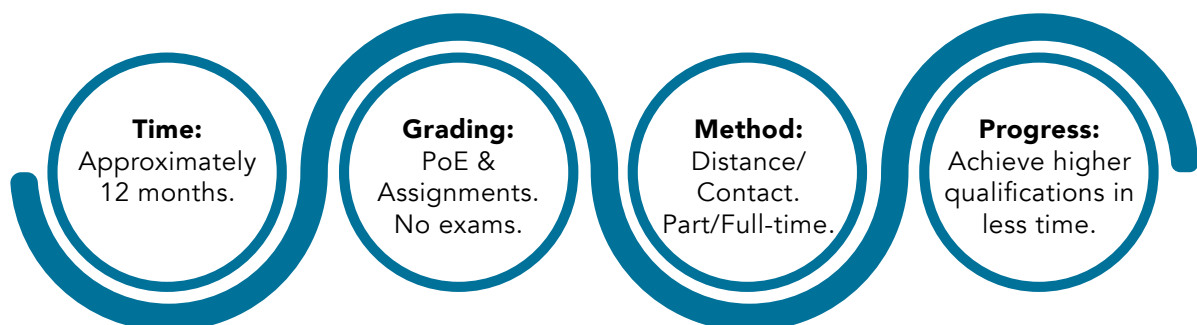 Time:
Approximately
12 months.
Grading:
PoE &
Assignments.
No exams.
Method:
Distance/
Contact.
Part/Full-time.
Progress:
Achieve higher
qualifications in
less time.